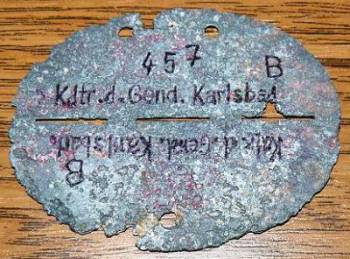 457 B
Kdtr.d.Gend. Karlsbad
Kdtr.d.Gend. Karlsbad.
B